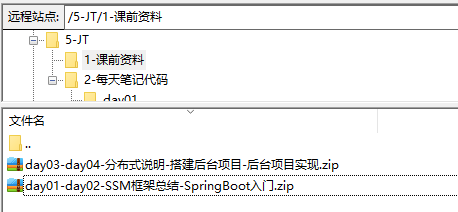 远程站点: /5-JT/1-课前资料
5-JT
1-课前资料
2-每天笔记代码
day01
文件名
..
day03-day04-分布式说明-搭建后台项目-后台项目实现.zip
day01-day02-SSM框架总结-SpringBoot入门.zip